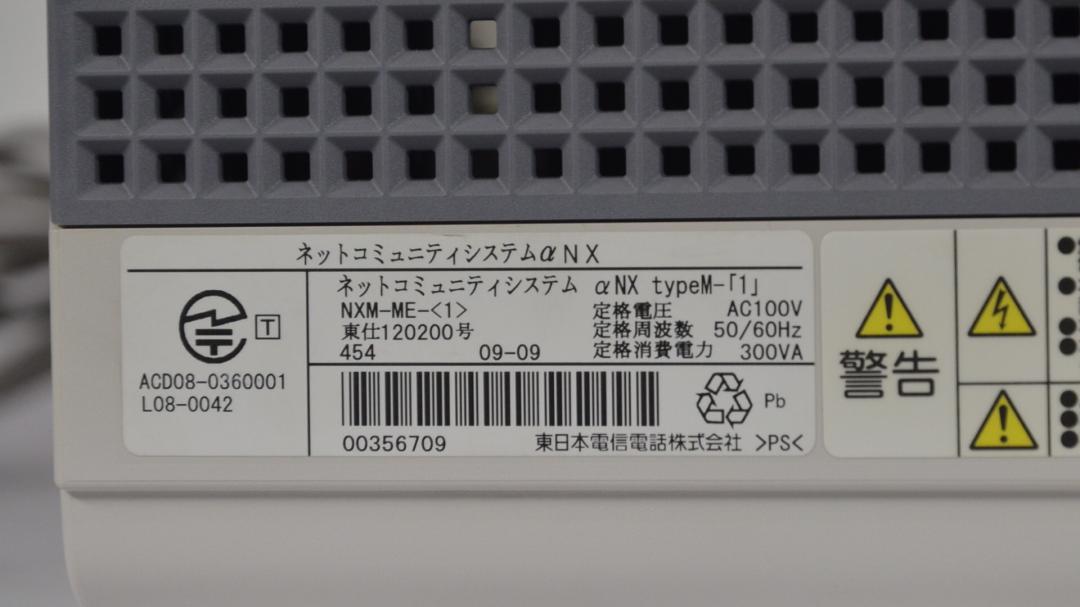 ネットコミュニティシステムαNX
ネットコミュニティシステム αNX typeM-「1」
NXM-ME-<1>
定格電圧 AC100V
東仕120200号
定格周波数 50/60Hz
454 09-09
定格消費電力 300VA
T
ACD08-0360001
L08-0042
00356709
Pb
東日本電信電話株式会社 >PS<
警告